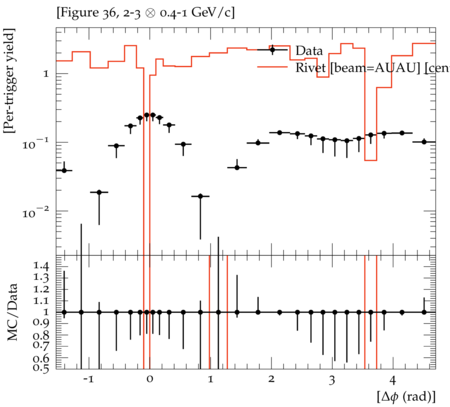 [Figure 36, 2-3 ⊗ 0.4-1 GeV/c]
[Per-trigger yield]
Data
Rivet [beam=AUAU] [cen
1
10⁻¹
10⁻²
MC/Data
1.4
1.3
1.2
1.1
1
0.9
0.8
0.7
0.6
0.5
-1 0 1 2 3 4
[Δϕ (rad)]